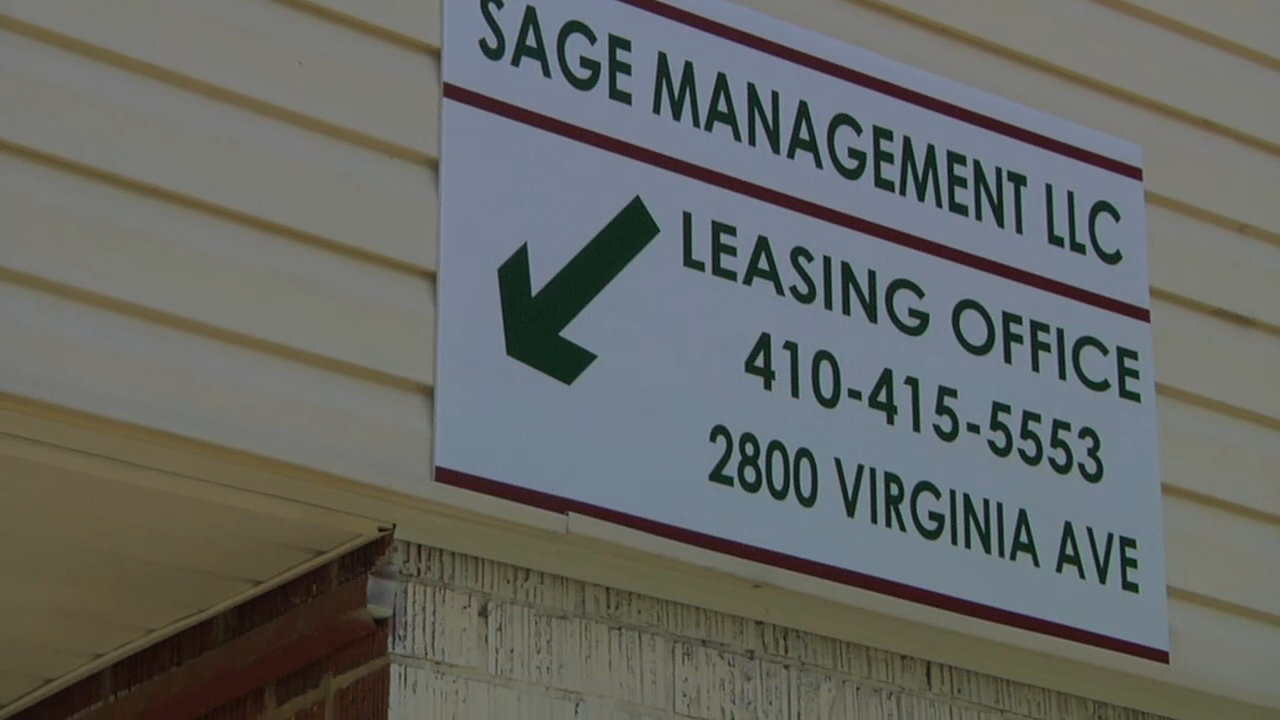 SAGE MANAGEMENT LLC
LEASING OFFICE
410-415-5553
2800 VIRGINIA AVE